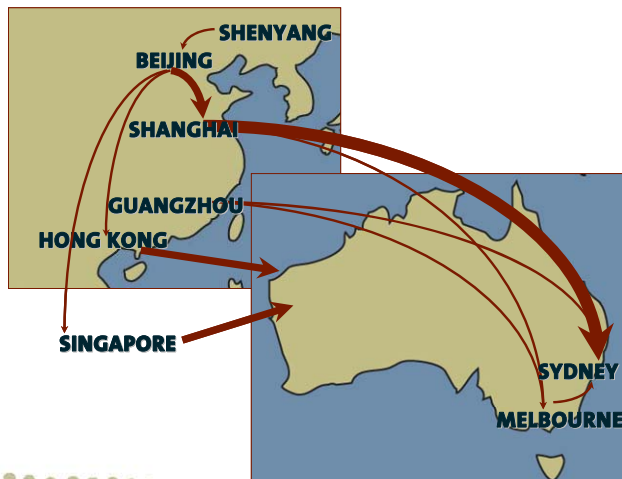 SHENYANG
BEIJING
SHANGHAI
GUANGZHOU
HONG KONG
SINGAPORE
SYDNEY
MELBOURNE